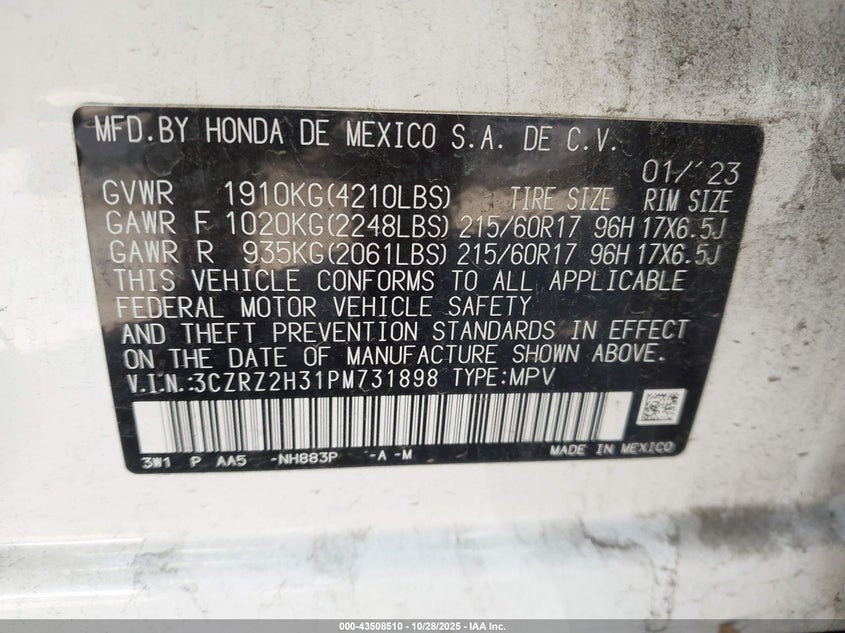 MFD.BY HONDA DE MEXICO S.A. DE C.V.
01/'23
GVWR 1910KG(4210LBS) TIRE SIZE RIM SIZE
GAWR F 1020KG(2248LBS) 215/60R17 96H 17X6.5J
GAWR R 935KG(2061LBS) 215/60R17 96H 17X6.5J
THIS VEHICLE CONFORMS TO ALL APPLICABLE
FEDERAL MOTOR VEHICLE SAFETY
AND THEFT PREVENTION STANDARDS IN EFFECT
ON THE DATE OF MANUFACTURE SHOWN ABOVE.
V.I.N.:3CZRZ2H31PM731898 TYPE:MPV
3W1 P AA5 -NH883P -A -M MADE IN MEXICO
000-43508510 - 10/28/2025 - IAA Inc.